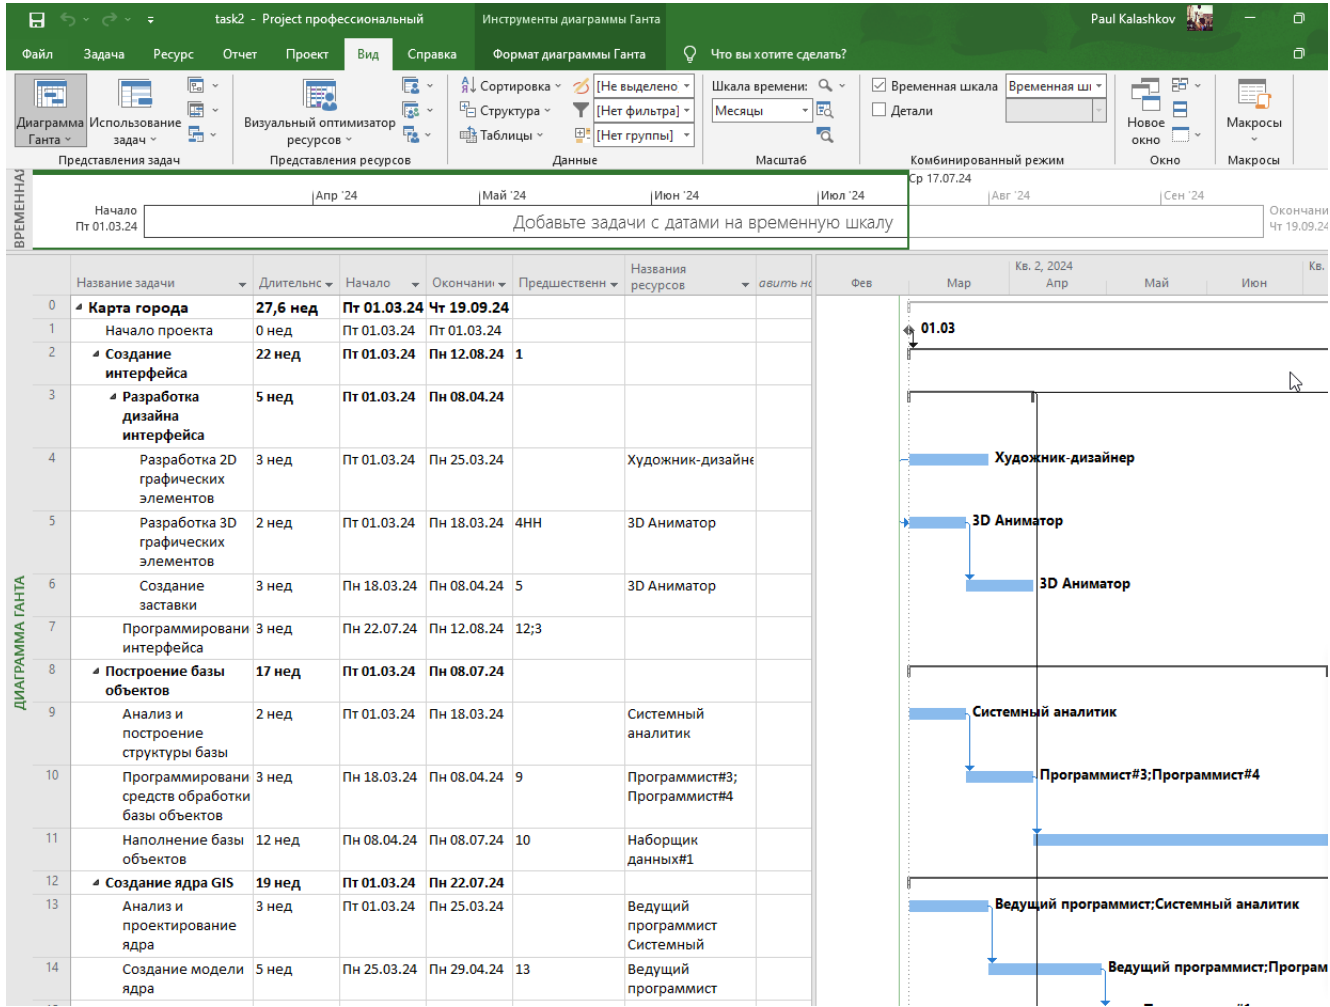 task2 - Project профессиональный
Инструменты диаграммы Ганта
Paul Kalashkov
Файл Задача Ресурс Отчет Проект Вид Справка Формат диаграммы Ганта Что вы хотите сделать?
Диаграмма Ганта
Использование задач
Представления задач
Визуальный оптимизатор ресурсов
Представления ресурсов
Сортировка [Не выделено
Структура [Нет фильтра]
Таблицы [Нет группы]
Данные
Шкала времени:
Месяцы
Масштаб
Временная шкала Временная ш
Детали
Комбинированный режим
Новое окно
Окно
Макросы
Макросы
ВРЕМЕННАЯ
Ср 17.07.24
Апр '24 Май '24 Июн '24 Июл '24 Авг '24 Сен '24
Начало
Пт 01.03.24
Добавьте задачи с датами на временную шкалу
Окончани
Чт 19.09.24
ДИАГРАММА ГАНТА
Название задачи Длительнс Начало Окончани Предшественн Названия ресурсов авить но
Кв. 2, 2024 Кв.
Фев Мар Апр Май Июн
0 Карта города 27,6 нед Пт 01.03.24 Чт 19.09.24
1 Начало проекта 0 нед Пт 01.03.24 Пт 01.03.24
01.03
2 Создание интерфейса 22 нед Пт 01.03.24 Пн 12.08.24 1
3 Разработка дизайна интерфейса 5 нед Пт 01.03.24 Пн 08.04.24
4 Разработка 2D графических элементов 3 нед Пт 01.03.24 Пн 25.03.24 Художник-дизайне
Художник-дизайнер
5 Разработка 3D графических элементов 2 нед Пт 01.03.24 Пн 18.03.24 4НН 3D Аниматор
3D Аниматор
6 Создание заставки 3 нед Пн 18.03.24 Пн 08.04.24 5 3D Аниматор
3D Аниматор
7 Программировани интерфейса 3 нед Пн 22.07.24 Пн 12.08.24 12;3
8 Построение базы объектов 17 нед Пт 01.03.24 Пн 08.07.24
9 Анализ и построение структуры базы 2 нед Пт 01.03.24 Пн 18.03.24 Системный аналитик
Системный аналитик
10 Программировани средств обработки базы объектов 3 нед Пн 18.03.24 Пн 08.04.24 9 Программист#3; Программист#4
Программист#3;Программист#4
11 Наполнение базы объектов 12 нед Пн 08.04.24 Пн 08.07.24 10 Наборщик данных#1
12 Создание ядра GIS 19 нед Пт 01.03.24 Пн 22.07.24
13 Анализ и проектирование ядра 3 нед Пт 01.03.24 Пн 25.03.24 Ведущий программист Системный
Ведущий программист;Системный аналитик
14 Создание модели ядра 5 нед Пн 25.03.24 Пн 29.04.24 13 Ведущий программист
Ведущий программист;Програм